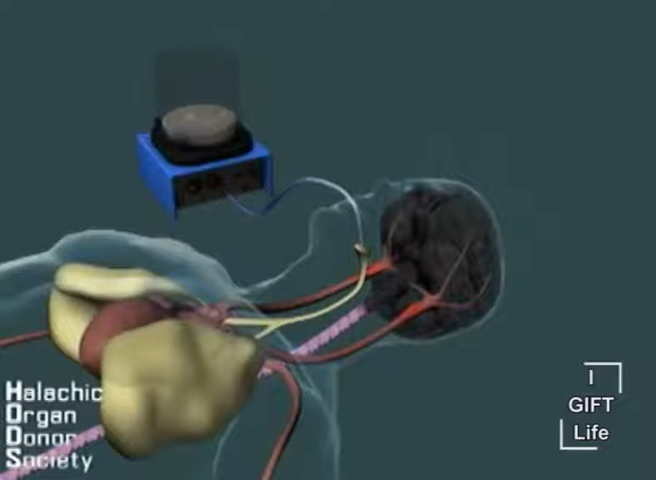 Halachic
Organ
Donor
Society
I
GIFT
Life